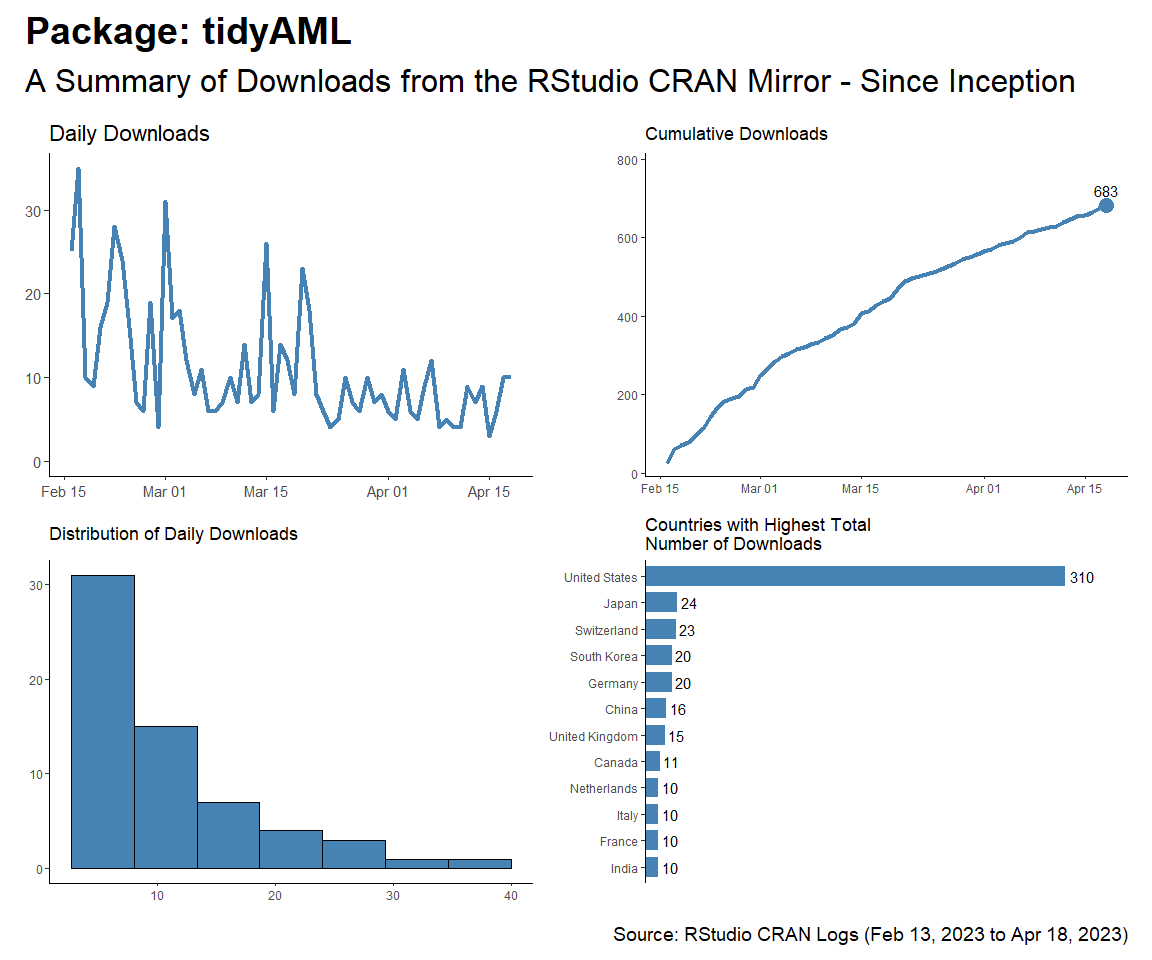 Package: tidyAML
A Summary of Downloads from the RStudio CRAN Mirror - Since Inception
Daily Downloads
30
20
10
0
Feb 15 Mar 01 Mar 15 Apr 01 Apr 15
Cumulative Downloads
800
600
400
200
0
683
Feb 15 Mar 01 Mar 15 Apr 01 Apr 15
Distribution of Daily Downloads
30
20
10
0
10 20 30 40
Countries with Highest Total
Number of Downloads
United States 310
Japan 24
Switzerland 23
South Korea 20
Germany 20
China 16
United Kingdom 15
Canada 11
Netherlands 10
Italy 10
France 10
India 10
Source: RStudio CRAN Logs (Feb 13, 2023 to Apr 18, 2023)